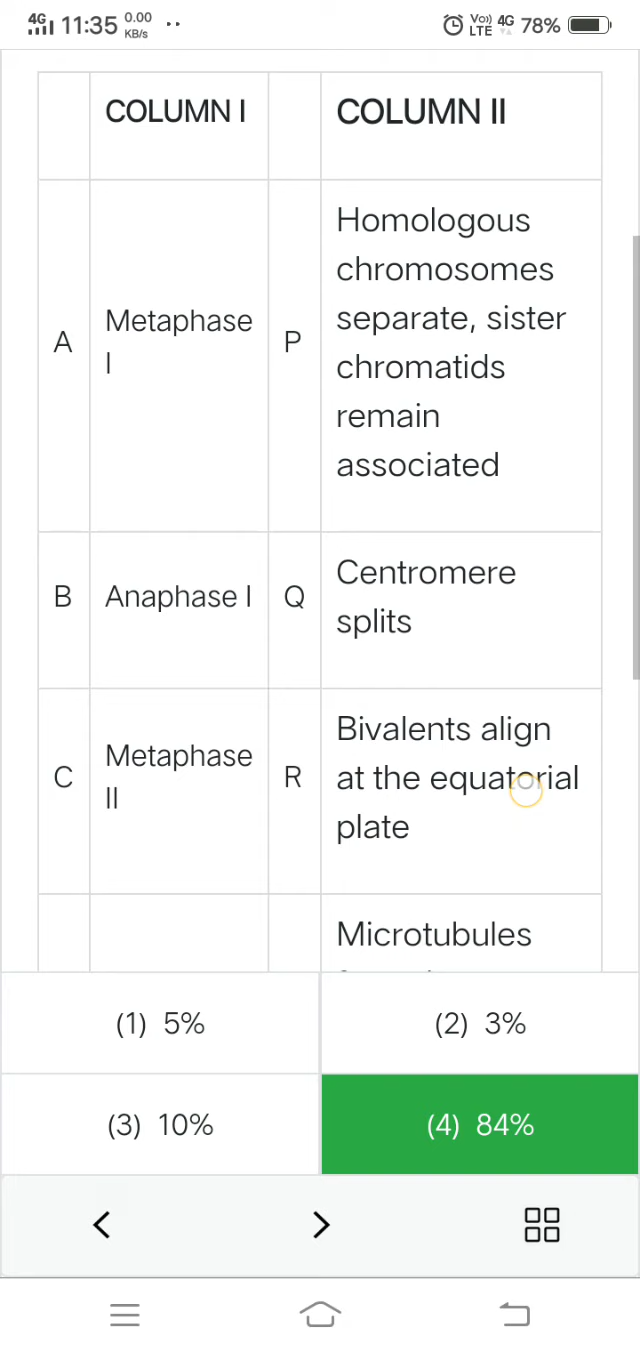 4G 11:35 0.00 KB/s ·· Vo)) LTE 4G 78%
COLUMN I COLUMN II
A Metaphase I P Homologous
chromosomes
separate, sister
chromatids
remain
associated
B Anaphase I Q Centromere
splits
C Metaphase II R Bivalents align
at the equatorial
plate
Microtubules
(1) 5% (2) 3%
(3) 10% (4) 84%